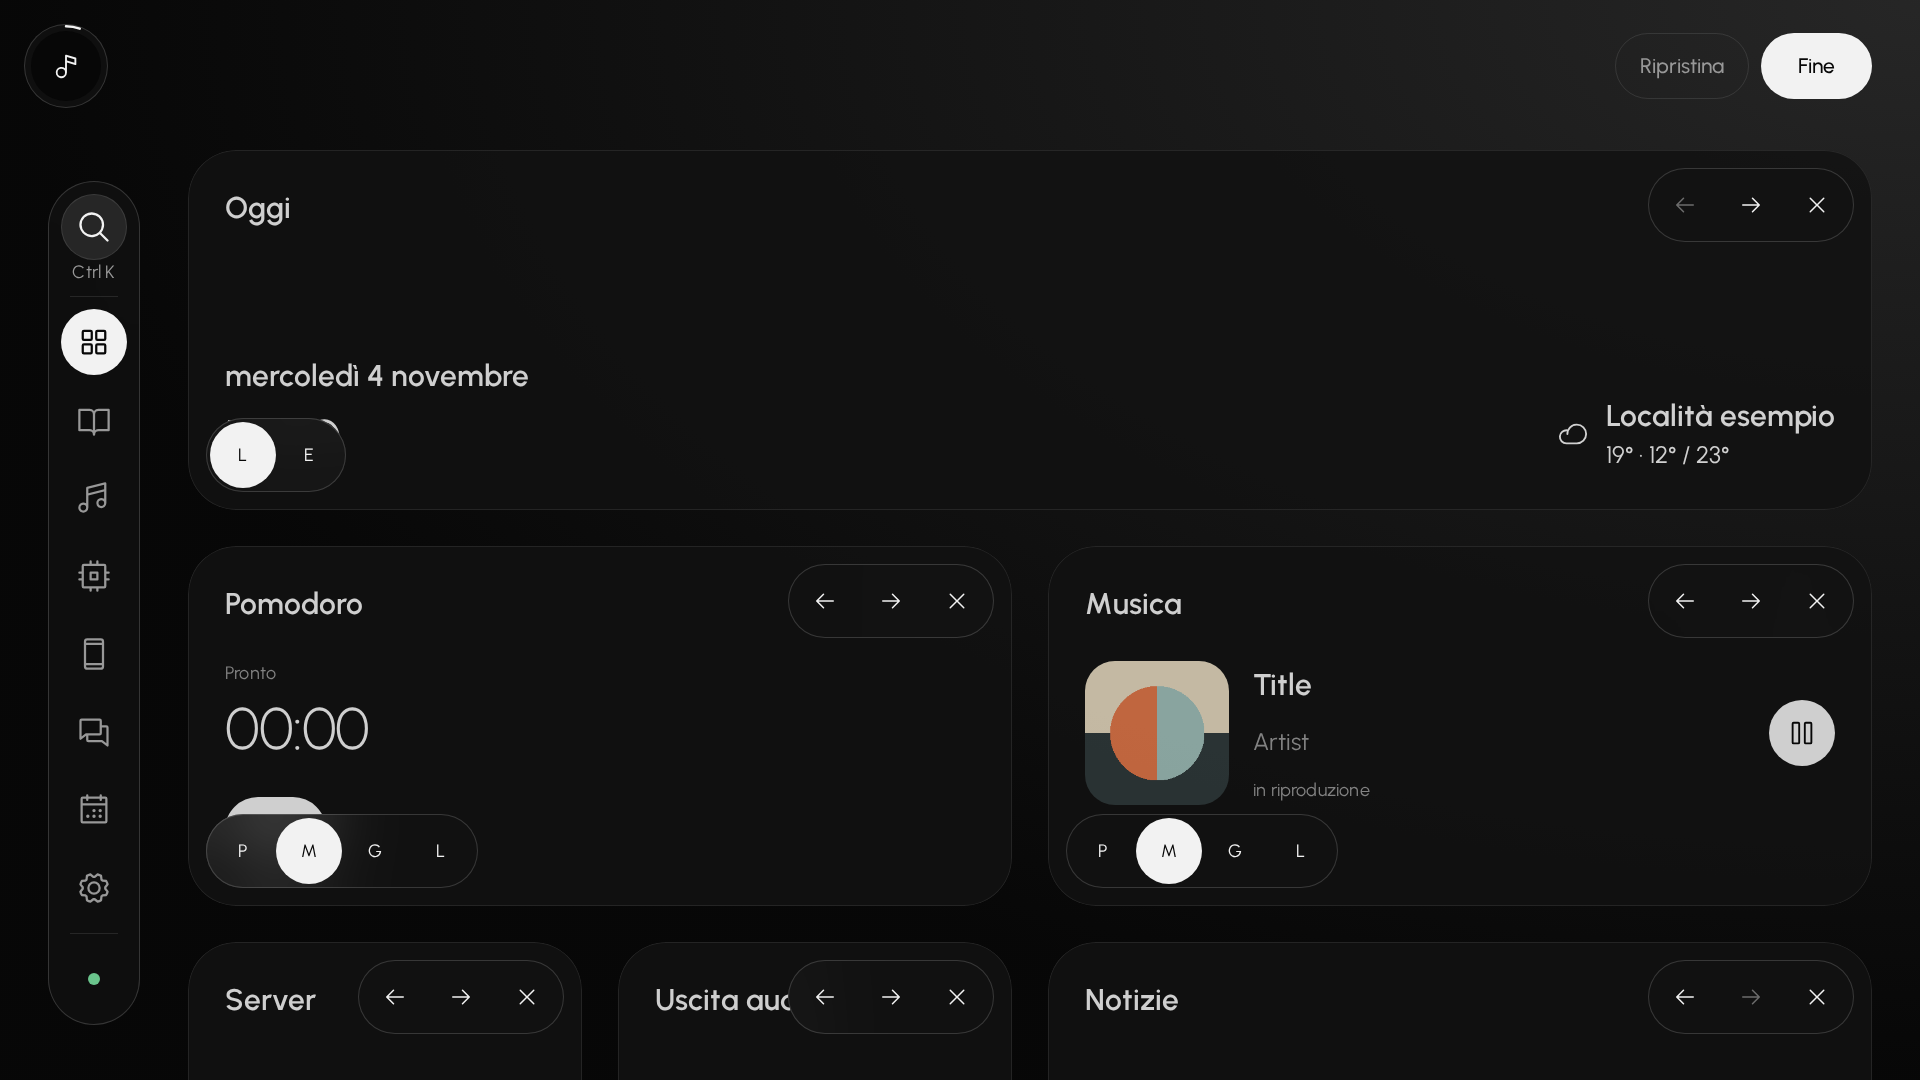 Ripristina
Fine
Ctrl K
Oggi
mercoledì 4 novembre
L
E
Località esempio
19° · 12° / 23°
Pomodoro
Pronto
00:00
P
M
G
L
Musica
Title
Artist
in riproduzione
P
M
G
L
Server
Uscita
Notizie